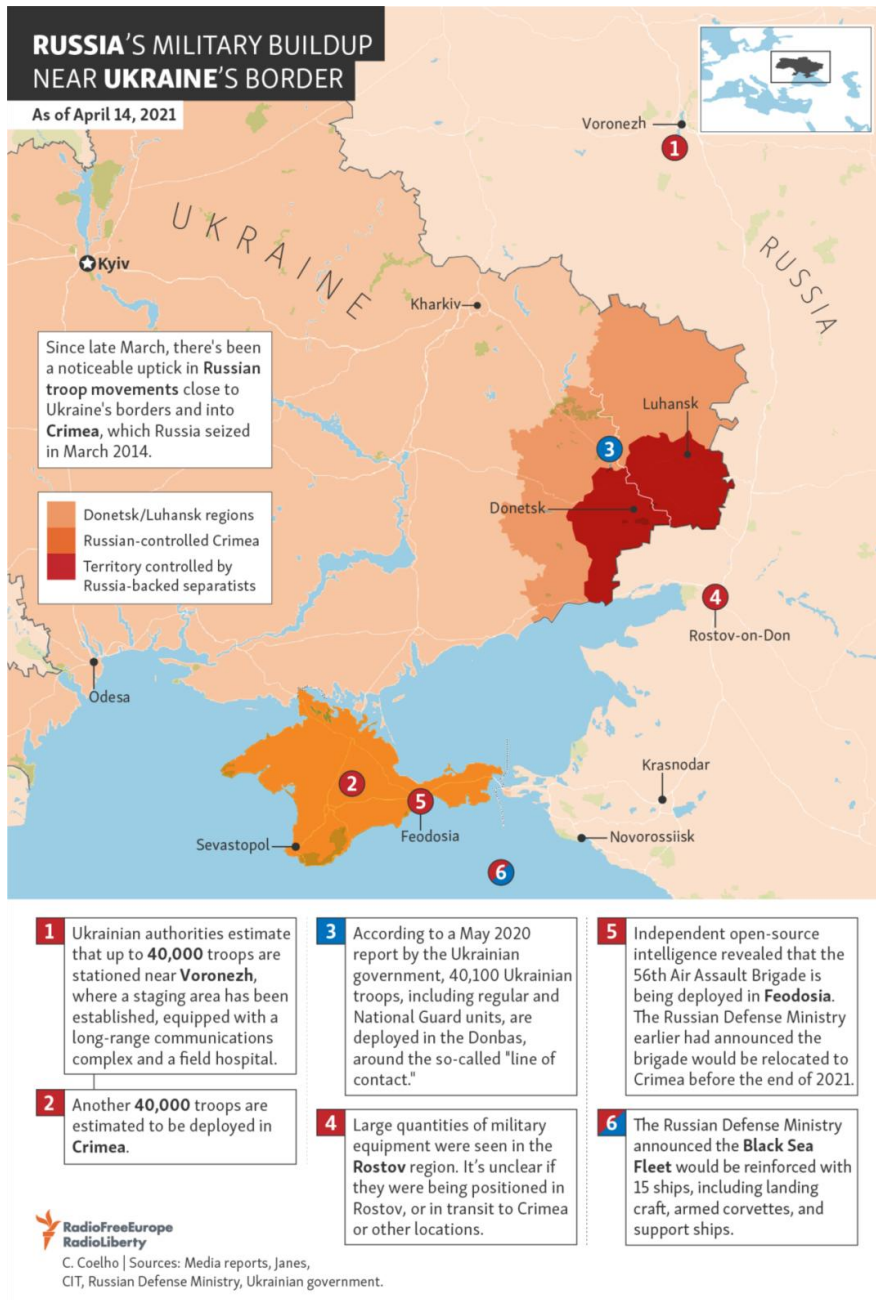 RUSSIA'S MILITARY BUILDUP
NEAR UKRAINE'S BORDER
As of April 14, 2021
Voronezh
1
UKRAINE
RUSSIA
Kyiv
Kharkiv
Since late March, there's been
a noticeable uptick in Russian
troop movements close to
Ukraine's borders and into
Crimea, which Russia seized
in March 2014.
Luhansk
3
Donetsk
Donetsk/Luhansk regions
Russian-controlled Crimea
Territory controlled by
Russia-backed separatists
4
Rostov-on-Don
Odesa
Krasnodar
2
5
Feodosia
Novorossiisk
Sevastopol
6
1 Ukrainian authorities estimate
that up to 40,000 troops are
stationed near Voronezh,
where a staging area has been
established, equipped with a
long-range communications
complex and a field hospital.
2 Another 40,000 troops are
estimated to be deployed in
Crimea.
3 According to a May 2020
report by the Ukrainian
government, 40,100 Ukrainian
troops, including regular and
National Guard units, are
deployed in the Donbas,
around the so-called "line of
contact."
4 Large quantities of military
equipment were seen in the
Rostov region. It's unclear if
they were being positioned in
Rostov, or in transit to Crimea
or other locations.
5 Independent open-source
intelligence revealed that the
56th Air Assault Brigade is
being deployed in Feodosia.
The Russian Defense Ministry
earlier had announced the
brigade would be relocated to
Crimea before the end of 2021.
6 The Russian Defense Ministry
announced the Black Sea
Fleet would be reinforced with
15 ships, including landing
craft, armed corvettes, and
support ships.
RadioFreeEurope
RadioLiberty
C. Coelho | Sources: Media reports, Janes,
CIT, Russian Defense Ministry, Ukrainian government.